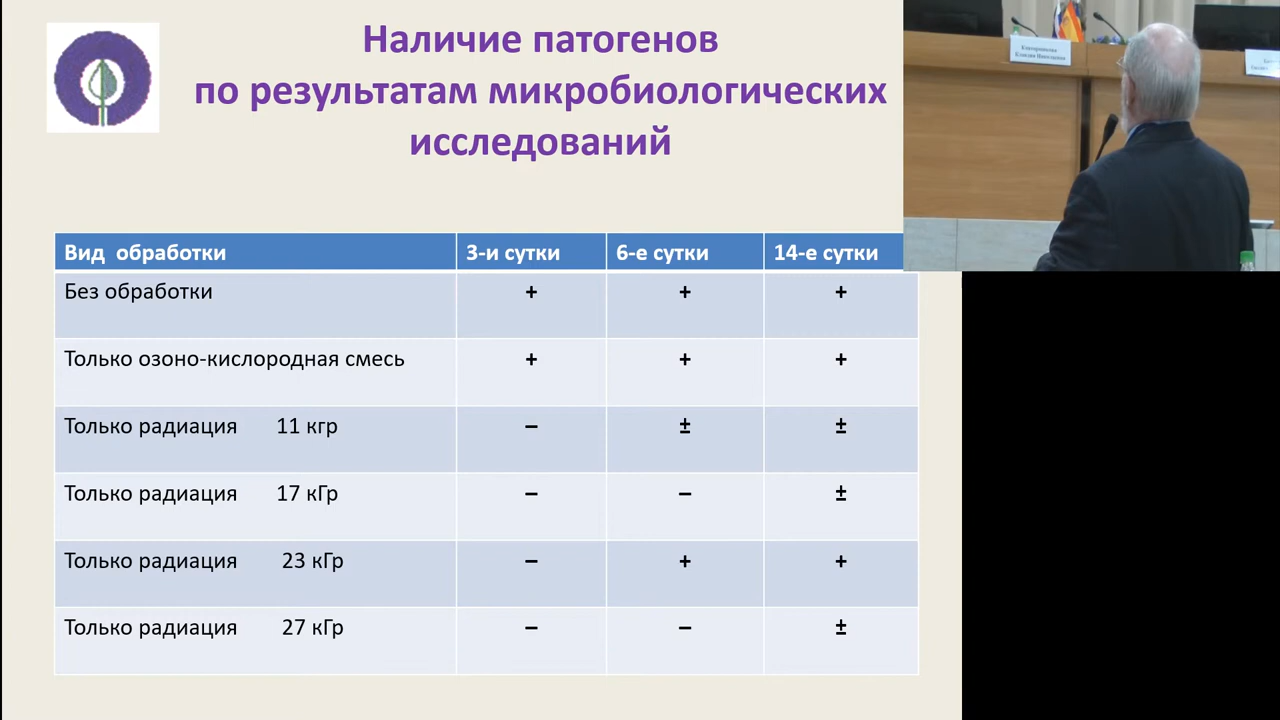 Наличие патогенов
по результатам микробиологических
исследований
Вид обработки 3-и сутки 6-е сутки 14-е сутки
Без обработки + + +
Только озоно-кислородная смесь + + +
Только радиация 11 кгр – ± ±
Только радиация 17 кГр – – ±
Только радиация 23 кГр – + +
Только радиация 27 кГр – – ±